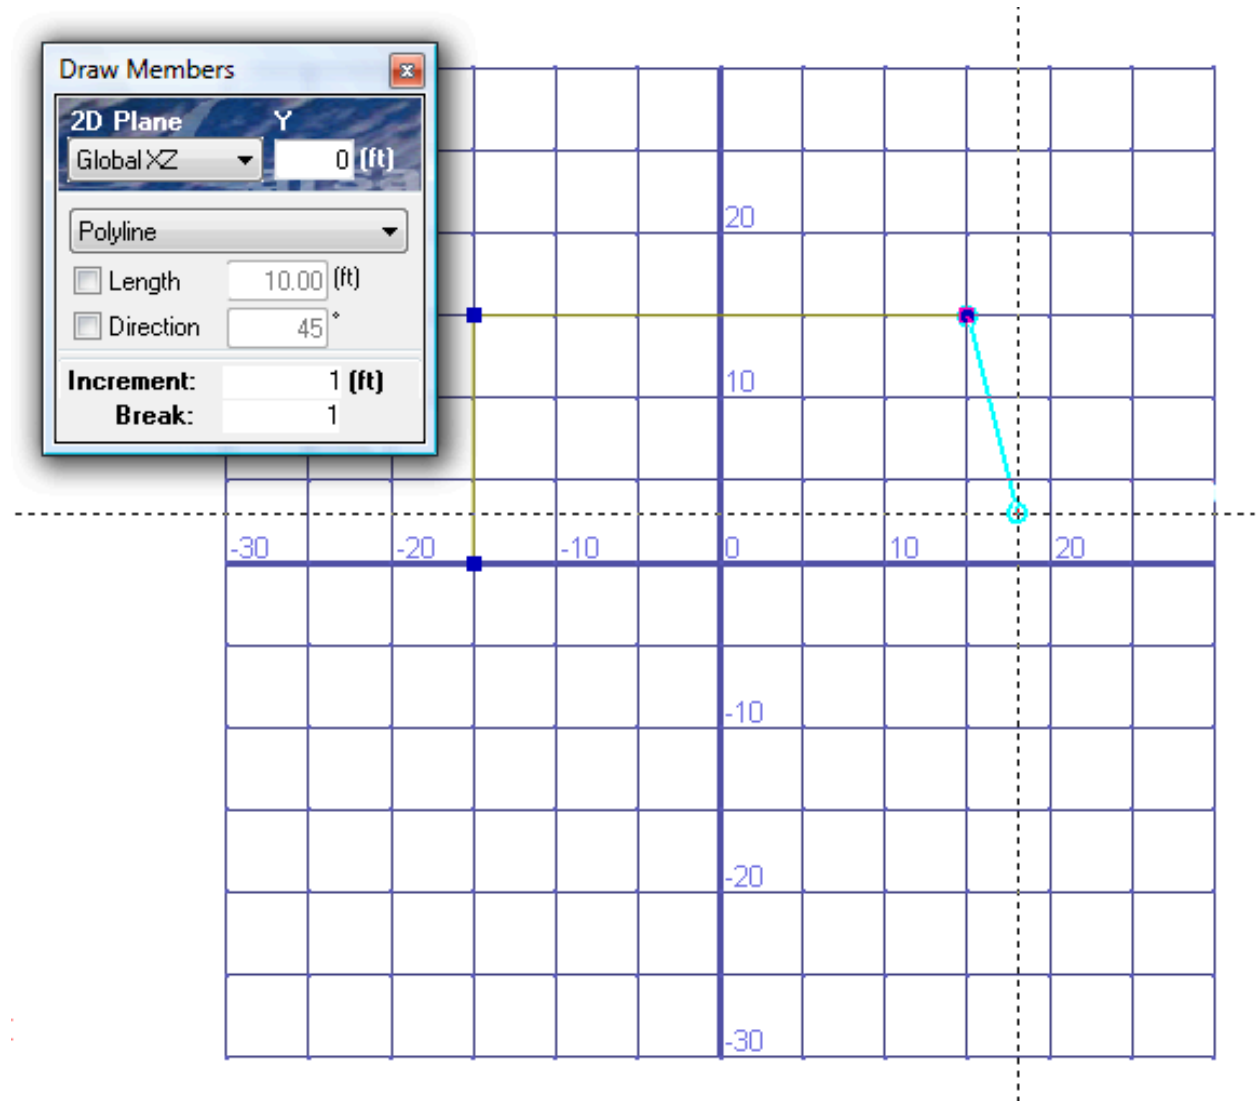 Draw Members
2D Plane Y
Global XZ 0 (ft)
Polyline
Length 10.00 (ft)
Direction 45 °
Increment: 1 (ft)
Break: 1
20
10
-30 -20 -10 0 10 20
-10
-20
-30